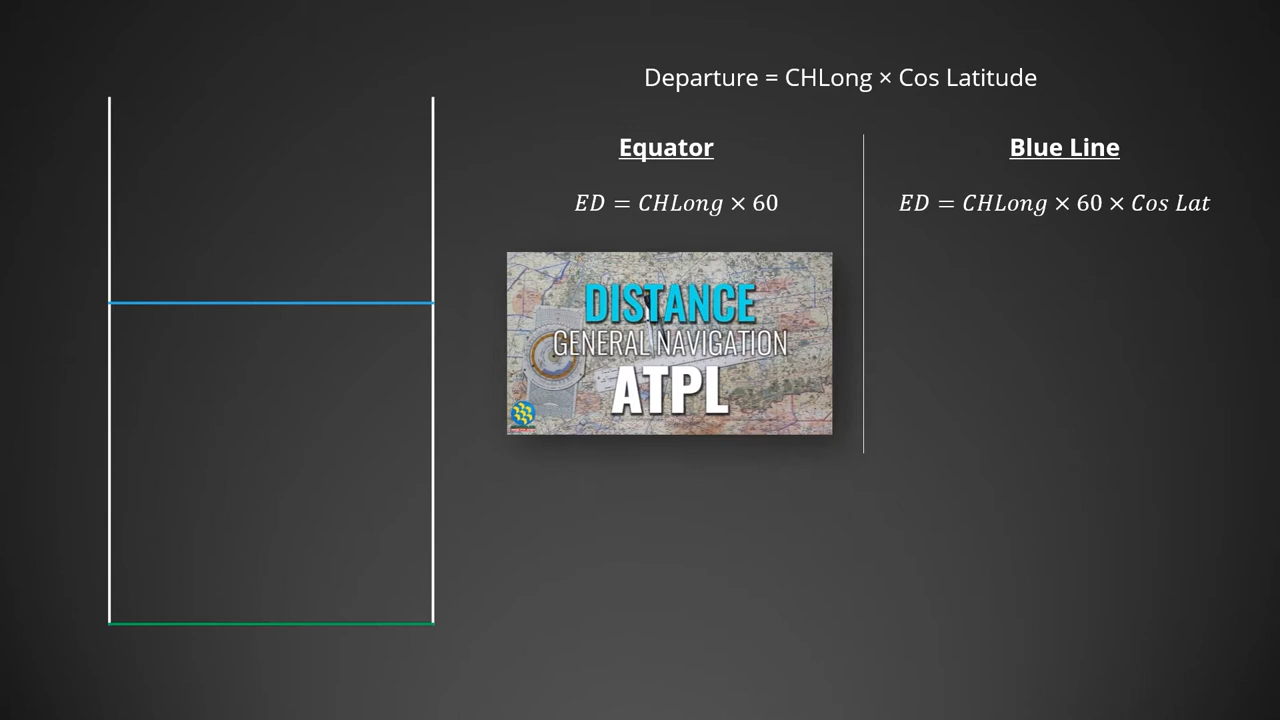 Departure = CHLong × Cos Latitude
Equator
ED = CHLong × 60
DISTANCE
GENERAL NAVIGATION
ATPL
Blue Line
ED = CHLong × 60 × Cos Lat